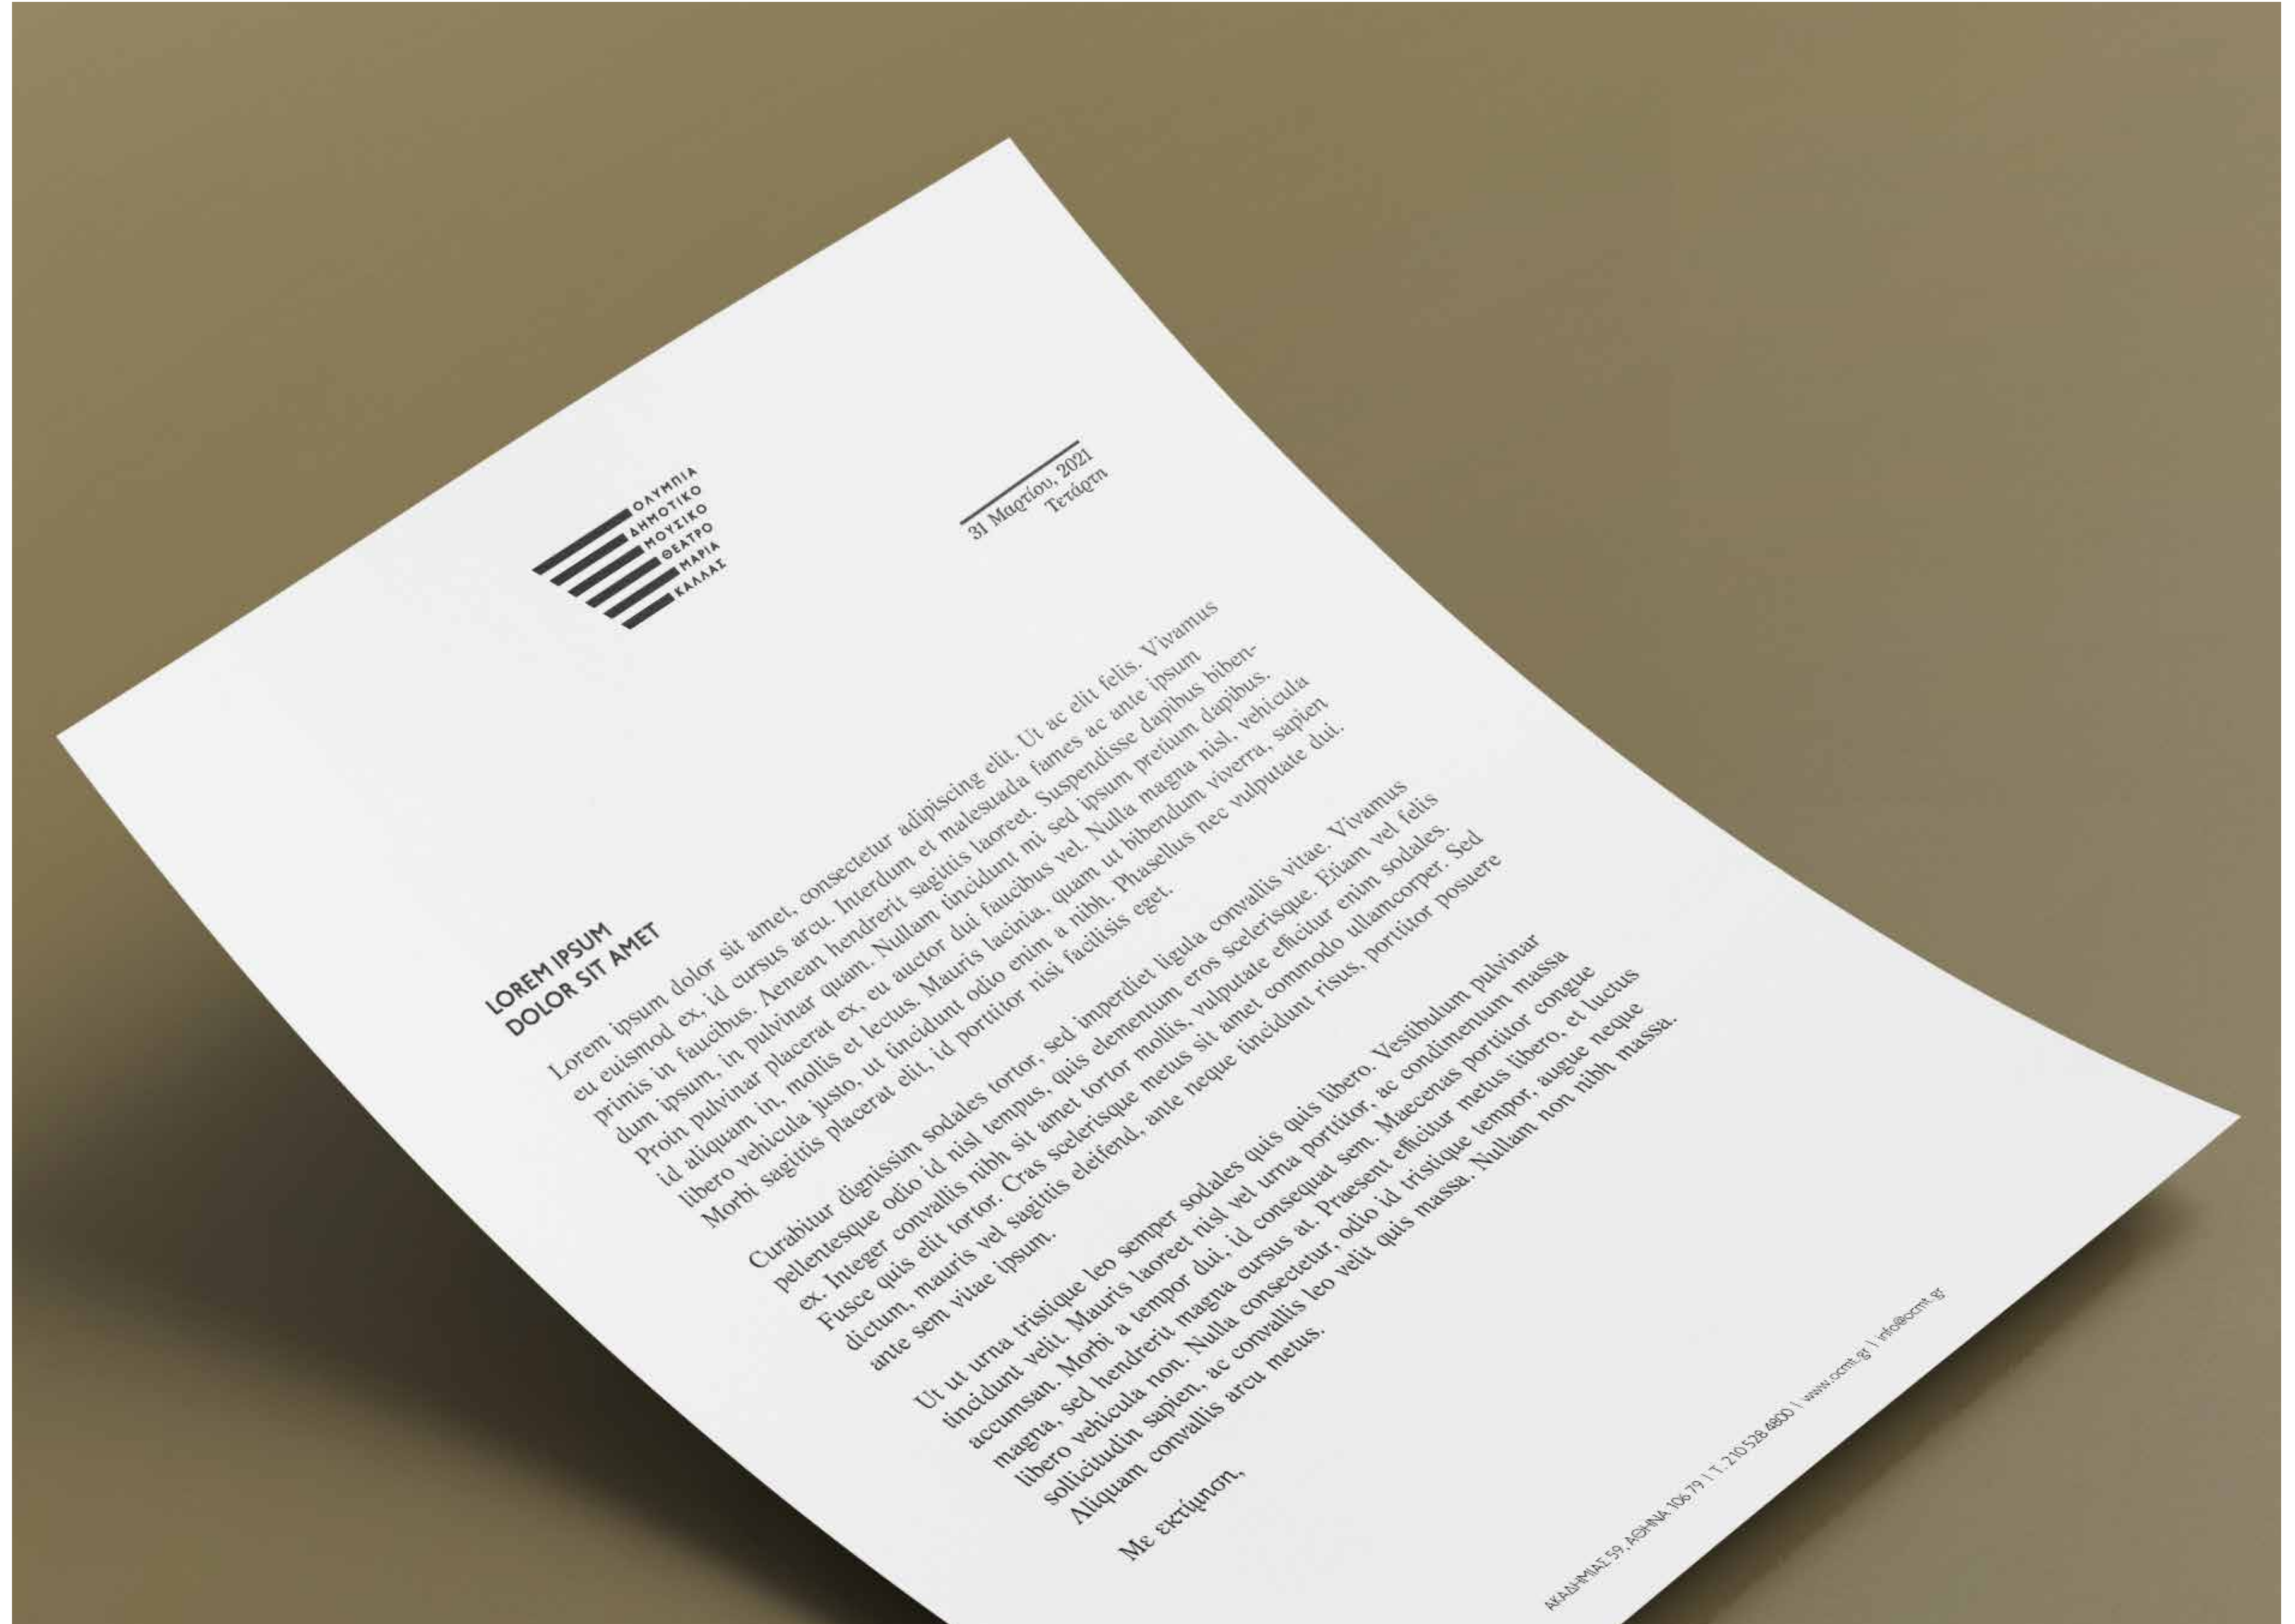 ΟΛΥΜΠΙΑ
ΔΗΜΟΤΙΚΟ
ΜΟΥΣΙΚΟ
ΘΕΑΤΡΟ
ΜΑΡΙΑ
ΚΑΛΛΑΣ
31 Μαρτίου, 2021
Τετάρτη
LOREM IPSUM
DOLOR SIT AMET
Lorem ipsum dolor sit amet, consectetur adipiscing elit. Ut ac elit felis. Vivamus
eu euismod ex, id cursus arcu. Interdum et malesuada fames ac ante ipsum
primis in faucibus. Aenean hendrerit sagittis laoreet. Suspendisse dapibus biben-
dum ipsum, in pulvinar quam. Nullam tincidunt mi sed ipsum pretium dapibus.
Proin pulvinar placerat ex, eu auctor dui faucibus vel. Nulla magna nisl, vehicula
id aliquam in, mollis et lectus. Mauris lacinia, quam ut bibendum viverra, sapien
libero vehicula justo, ut tincidunt odio enim a nibh. Phasellus nec vulputate dui.
Morbi sagittis placerat elit, id porttitor nisi facilisis eget.
Curabitur dignissim sodales tortor, sed imperdiet ligula convallis vitae. Vivamus
pellentesque odio id nisl tempus, quis elementum eros scelerisque. Etiam vel felis
ex. Integer convallis nibh sit amet tortor mollis, vulputate efficitur enim sodales.
Fusce quis elit tortor. Cras scelerisque metus sit amet commodo ullamcorper. Sed
dictum, mauris vel sagittis eleifend, ante neque tincidunt risus, portitor posuere
ante sem vitae ipsum.
Ut ut urna tristique leo semper sodales quis quis libero. Vestibulum pulvinar
tincidunt velit. Mauris laoreet nisl vel urna portitor, ac condimentum massa
accumsan. Morbi a tempor dui, id consequat sem. Maecenas portitor congue
magna, sed hendrerit magna cursus at. Praesent efficitur metus libero, et luctus
libero vehicula non. Nulla consectetur, odio id tristique tempor, augue neque
sollicitudin sapien, ac convallis leo velit quis massa. Nullam non nibh massa.
Aliquam convallis arcu metus.
Με εκτίμηση,
ΑΚΑΔΗΜΙΑΣ 59, ΑΘΗΝΑ 106 79 | Τ. 210 528 4800 | www.ocmt.gr | info@ocmt.gr